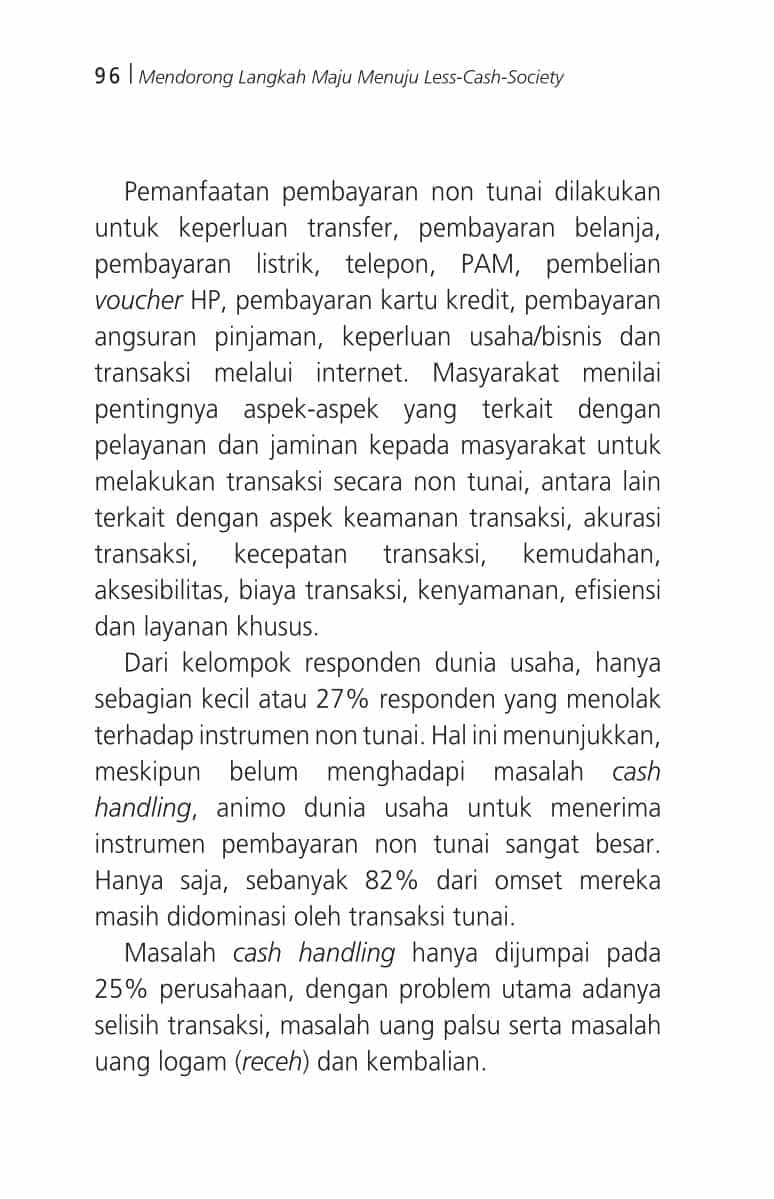 96 | Mendorong Langkah Maju Menuju Less-Cash-Society
Pemanfaatan pembayaran non tunai dilakukan
untuk keperluan transfer, pembayaran belanja,
pembayaran listrik, telepon, PAM, pembelian
voucher HP, pembayaran kartu kredit, pembayaran
angsuran pinjaman, keperluan usaha/bisnis dan
transaksi melalui internet. Masyarakat menilai
pentingnya aspek-aspek yang terkait dengan
pelayanan dan jaminan kepada masyarakat untuk
melakukan transaksi secara non tunai, antara lain
terkait dengan aspek keamanan transaksi, akurasi
transaksi, kecepatan transaksi, kemudahan,
aksesibilitas, biaya transaksi, kenyamanan, efisiensi
dan layanan khusus.
Dari kelompok responden dunia usaha, hanya
sebagian kecil atau 27% responden yang menolak
terhadap instrumen non tunai. Hal ini menunjukkan,
meskipun belum menghadapi masalah cash
handling, animo dunia usaha untuk menerima
instrumen pembayaran non tunai sangat besar.
Hanya saja, sebanyak 82% dari omset mereka
masih didominasi oleh transaksi tunai.
Masalah cash handling hanya dijumpai pada
25% perusahaan, dengan problem utama adanya
selisih transaksi, masalah uang palsu serta masalah
uang logam (receh) dan kembalian.